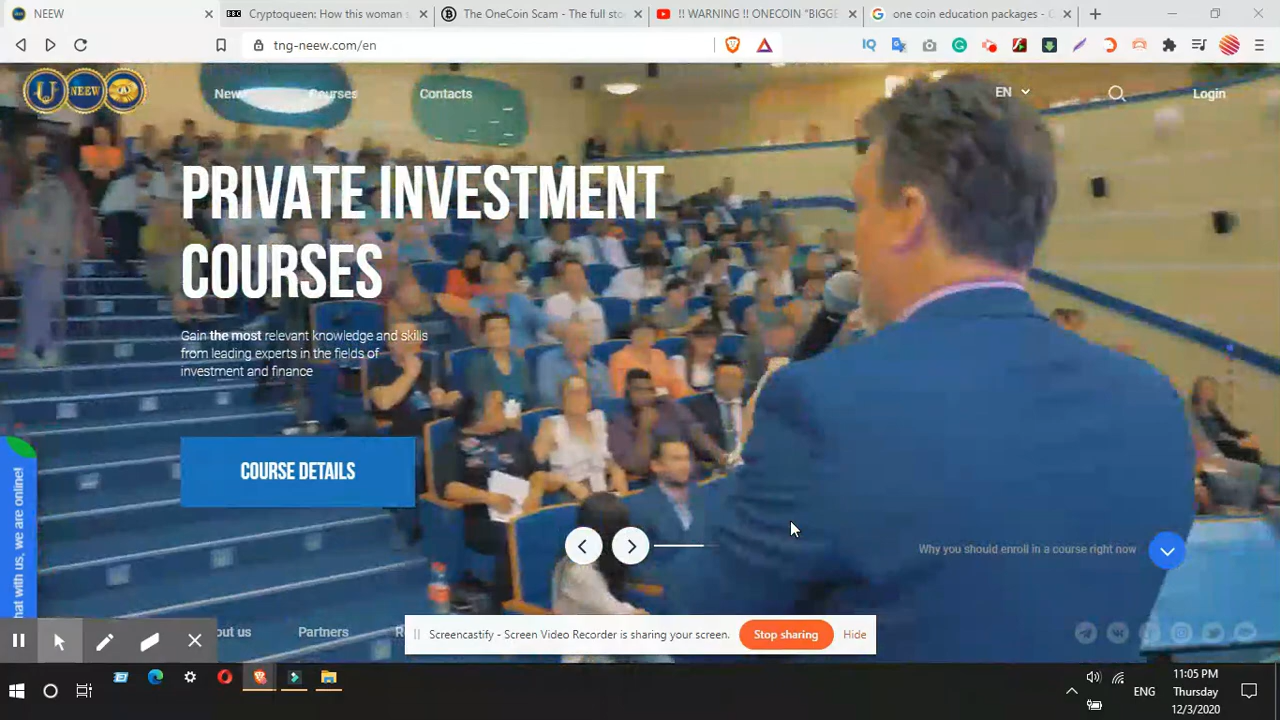 NEEW
Cryptoqueen: How this woman s
The OneCoin Scam - The full sto
!! WARNING !! ONECOIN "BIGGE
one coin education packages - G
tng-neew.com/en
NEEW
News
Courses
Contacts
EN
Login
PRIVATE INVESTMENT
COURSES
Gain the most relevant knowledge and skills
from leading experts in the fields of
investment and finance
COURSE DETAILS
hat with us, we are online!
Why you should enroll in a course right now
out us
Partners
Screencastify - Screen Video Recorder is sharing your screen.
Stop sharing
Hide
11:05 PM
ENG
Thursday
12/3/2020